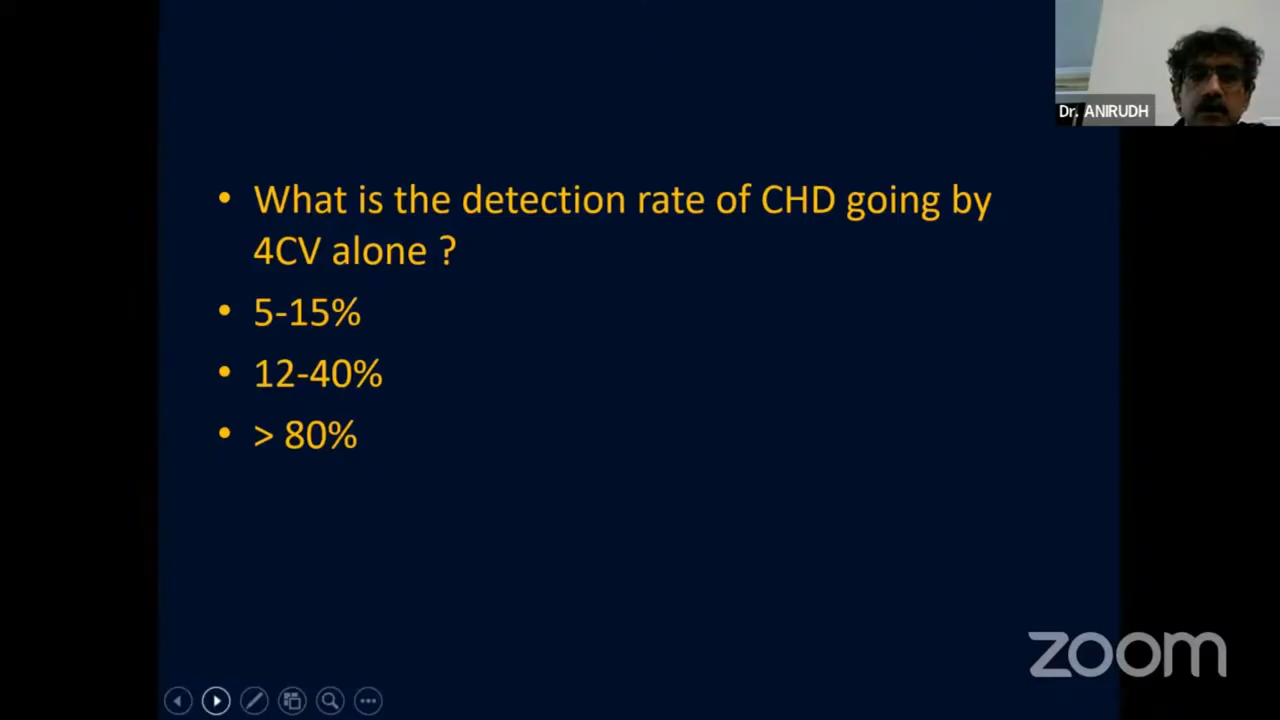 Dr. ANIRUDH
• What is the detection rate of CHD going by
4CV alone ?
• 5-15%
• 12-40%
• > 80%
zoom